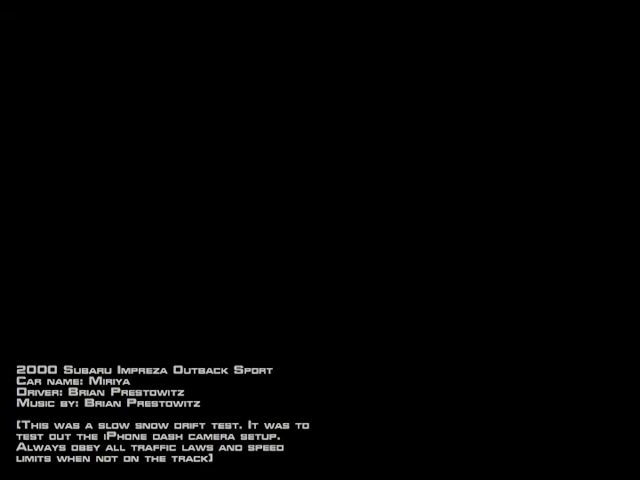 2000 Subaru Impreza Outback Sport
Car name: Miriya
Driver: Brian Prestowitz
Music by: Brian Prestowitz
[This was a slow snow drift test. It was to
test out the iPhone dash camera setup.
Always obey all traffic laws and speed
limits when not on the track]